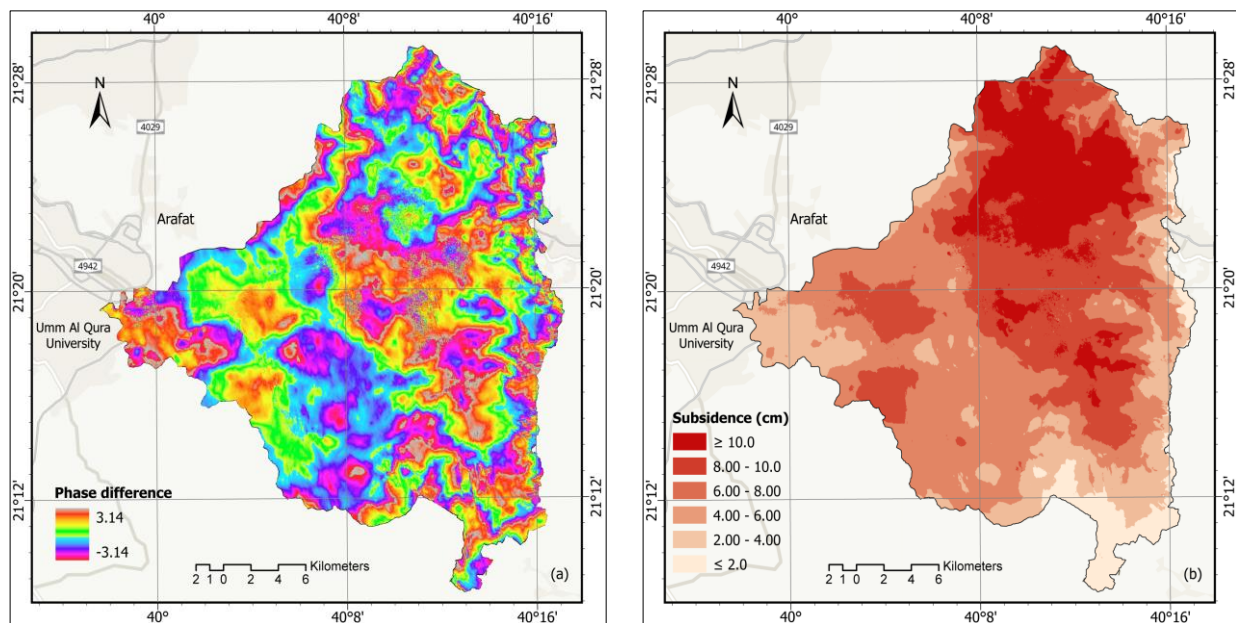 40° 40°8' 40°16'
21°28' 21°28'
N
4029
Arafat
4942
21°20' 21°20'
Umm Al Qura
University
21°12' 21°12'
Phase difference
3.14
-3.14
2 1 0 2 4 6 Kilometers
(a)
40° 40°8' 40°16'
40° 40°8' 40°16'
21°28' 21°28'
N
4029
Arafat
4942
21°20' 21°20'
Umm Al Qura
University
Subsidence (cm)
≥ 10.0
8.00 - 10.0
6.00 - 8.00
4.00 - 6.00
2.00 - 4.00
≤ 2.0
21°12' 21°12'
2 1 0 2 4 6 Kilometers
(b)
40° 40°8' 40°16'